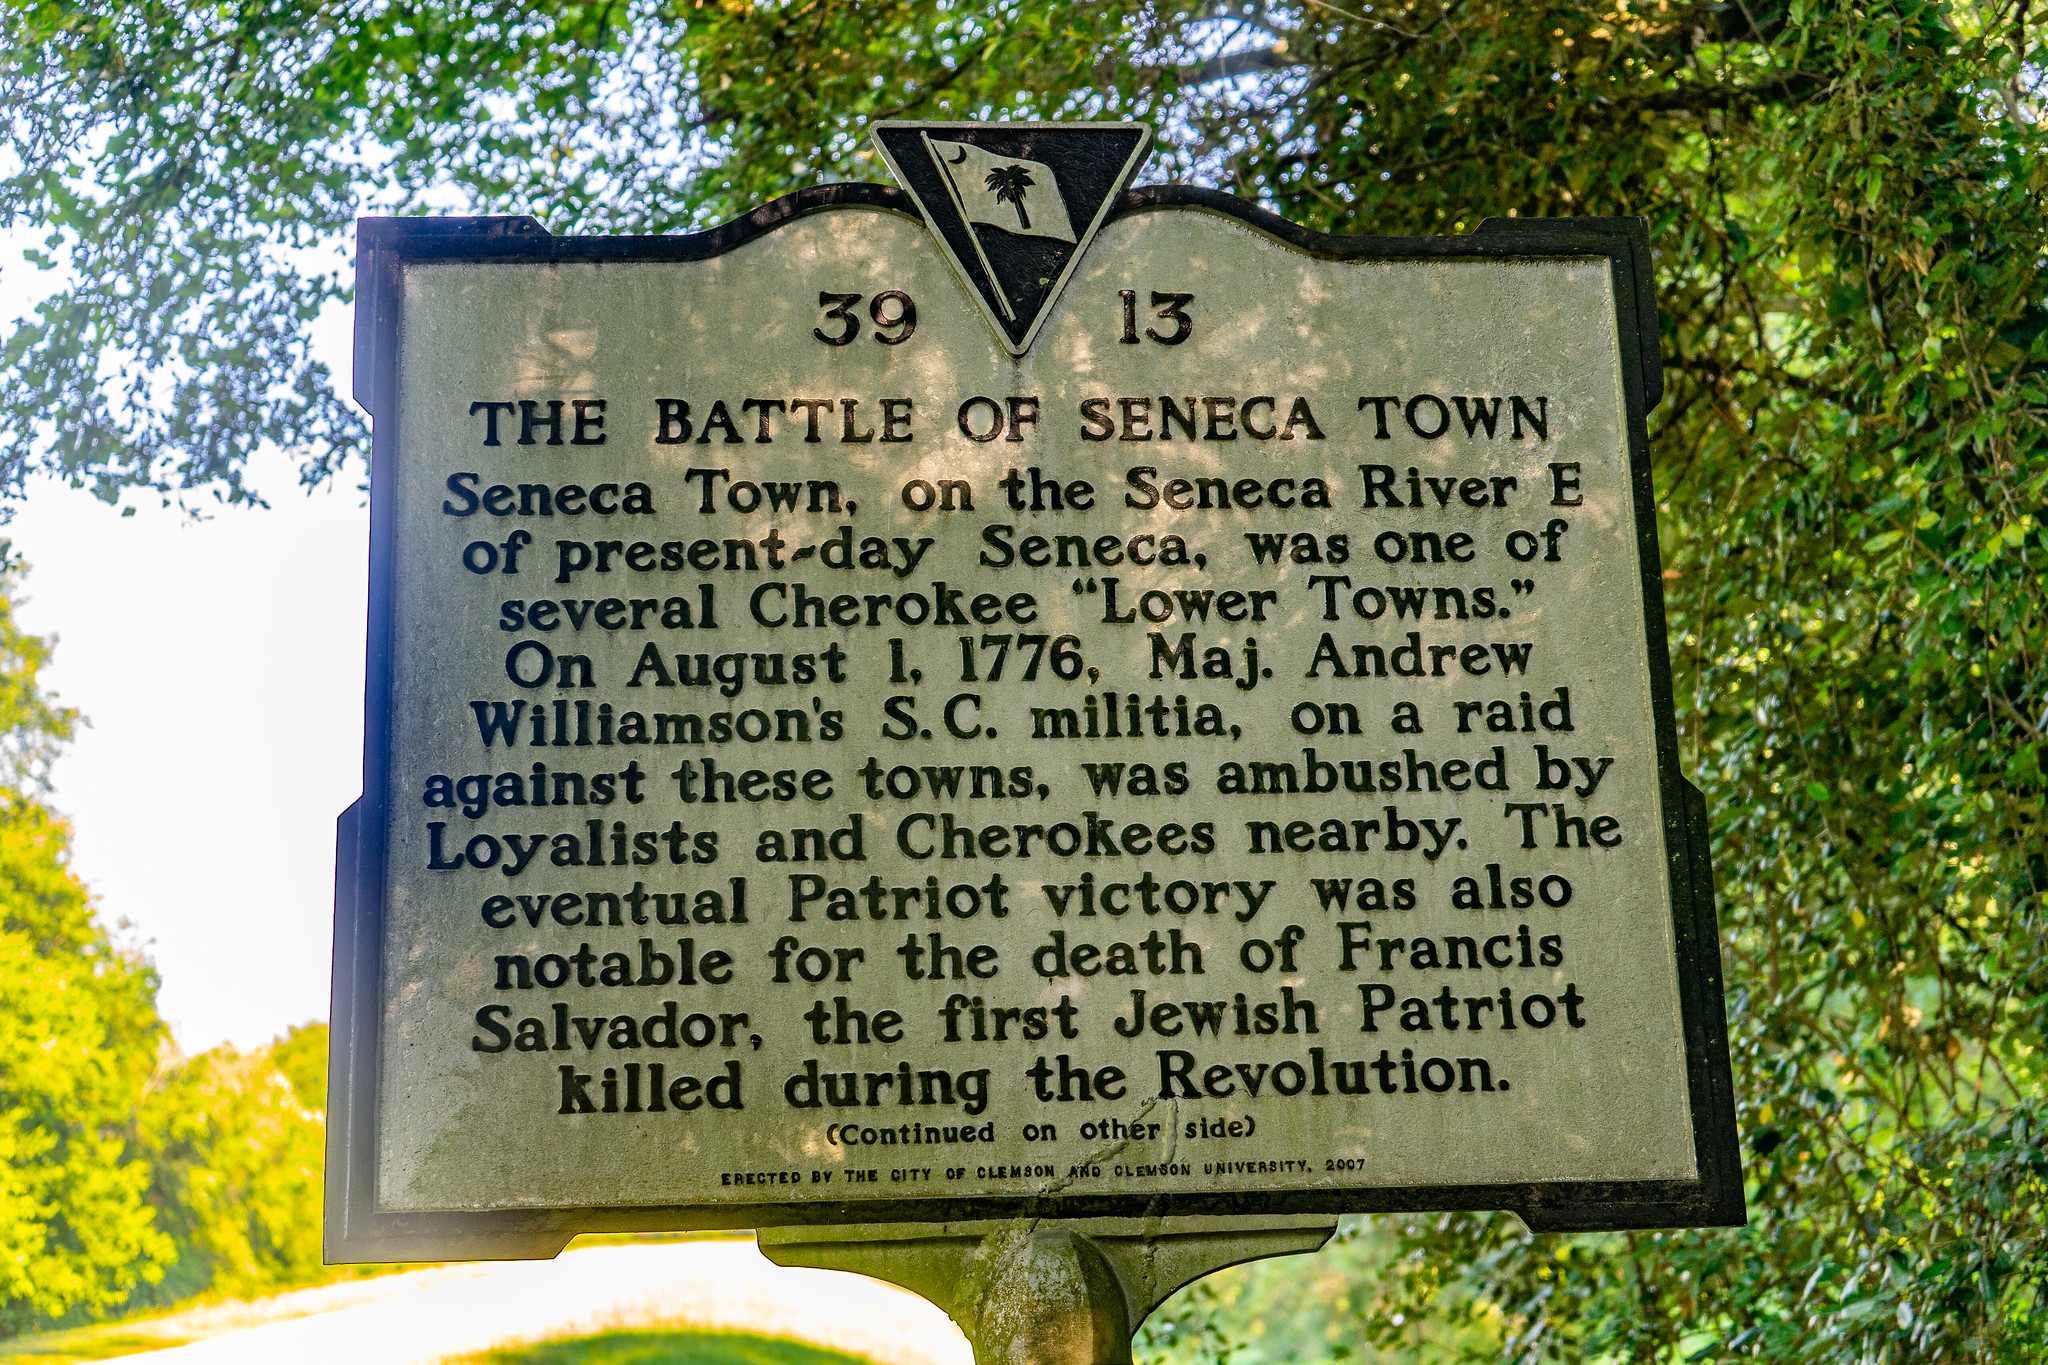 39 13
THE BATTLE OF SENECA TOWN
Seneca Town, on the Seneca River E
of present-day Seneca, was one of
several Cherokee “Lower Towns.”
On August 1, 1776, Maj. Andrew
Williamson's S.C. militia, on a raid
against these towns, was ambushed by
Loyalists and Cherokees nearby. The
eventual Patriot victory was also
notable for the death of Francis
Salvador, the first Jewish Patriot
killed during the Revolution.
(Continued on other side)
ERECTED BY THE CITY OF CLEMSON AND CLEMSON UNIVERSITY, 2007